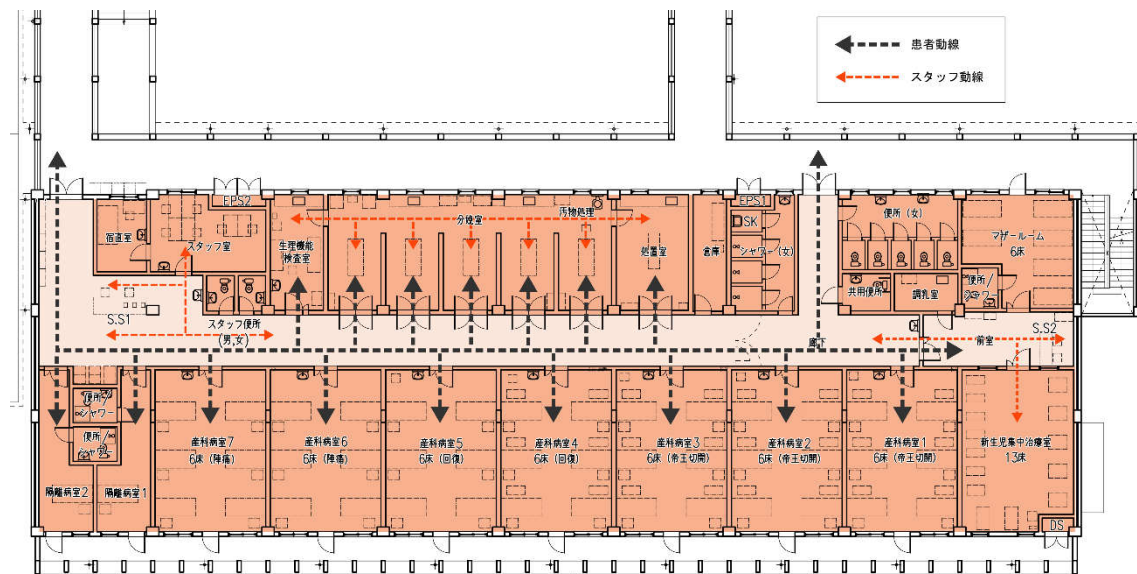 患者動線
スタッフ動線
EPS2
EPS1
宿直室
スタッフ室
生理機能
検査室
分娩室
汚物処理
処置室
倉庫
SK
シャワー(女)
便所(女)
マザールーム
6床
共用便所
調乳室
便所/
シャワー
S.S1
スタッフ便所
(男,女)
廊下
前室
S.S2
便所/
シャワー
便所/
シャワー
隔離病室2
隔離病室1
産科病室7
6床(陣痛)
産科病室6
6床(陣痛)
産科病室5
6床(回復)
産科病室4
6床(回復)
産科病室3
6床(帝王切開)
産科病室2
6床(帝王切開)
産科病室1
6床(帝王切開)
新生児集中治療室
13床
DS